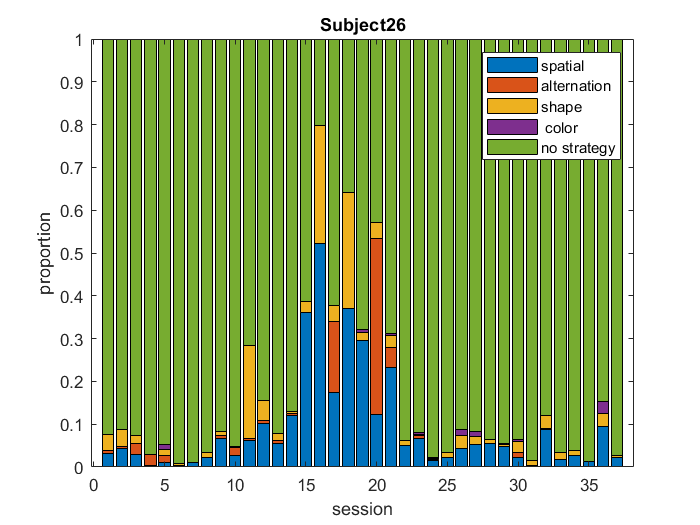 Subject26
1
0.9
0.8
0.7
0.6
0.5
0.4
0.3
0.2
0.1
0
proportion
spatial
alternation
shape
color
no strategy
0 5 10 15 20 25 30 35
session